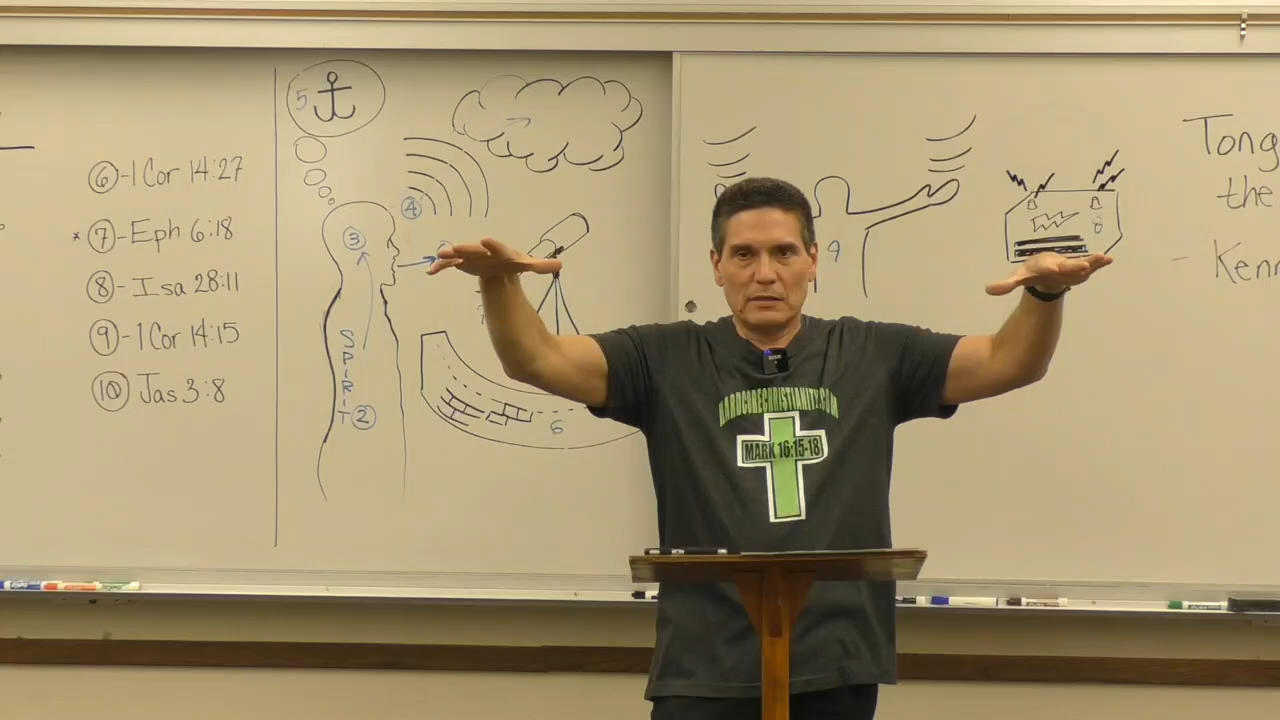 ⑥-1 Cor 14:27
* ⑦-Eph 6:18
⑧-Isa 28:11
⑨-1 Cor 14:15
⑩ Jas 3:8
5
④
③
SPIRIT
②
6
9
8
Tong
the
- Kenn
HARDCORECHRISTIANITY.COM
MARK 16:15-18